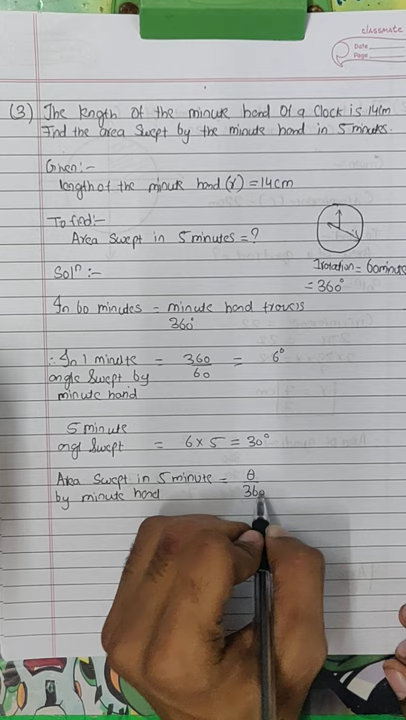 classmate
Date
Page
(3) The length of the minute hand of a clock is 14cm
Find the area swept by the minute hand in 5 minutes.
Given:-
length of the minute hand (r) = 14cm
To find:-
Area swept in 5 minutes = ?
Solⁿ :-
1 rotation = 60 minute
= 360°
In 60 minutes = minute hand travers
360°
∴ In 1 minute = 360/60 = 6°
angle swept by
minute hand
5 minute
angl swept = 6 × 5 = 30°
Area swept in 5 minute = θ/360
by minute hand